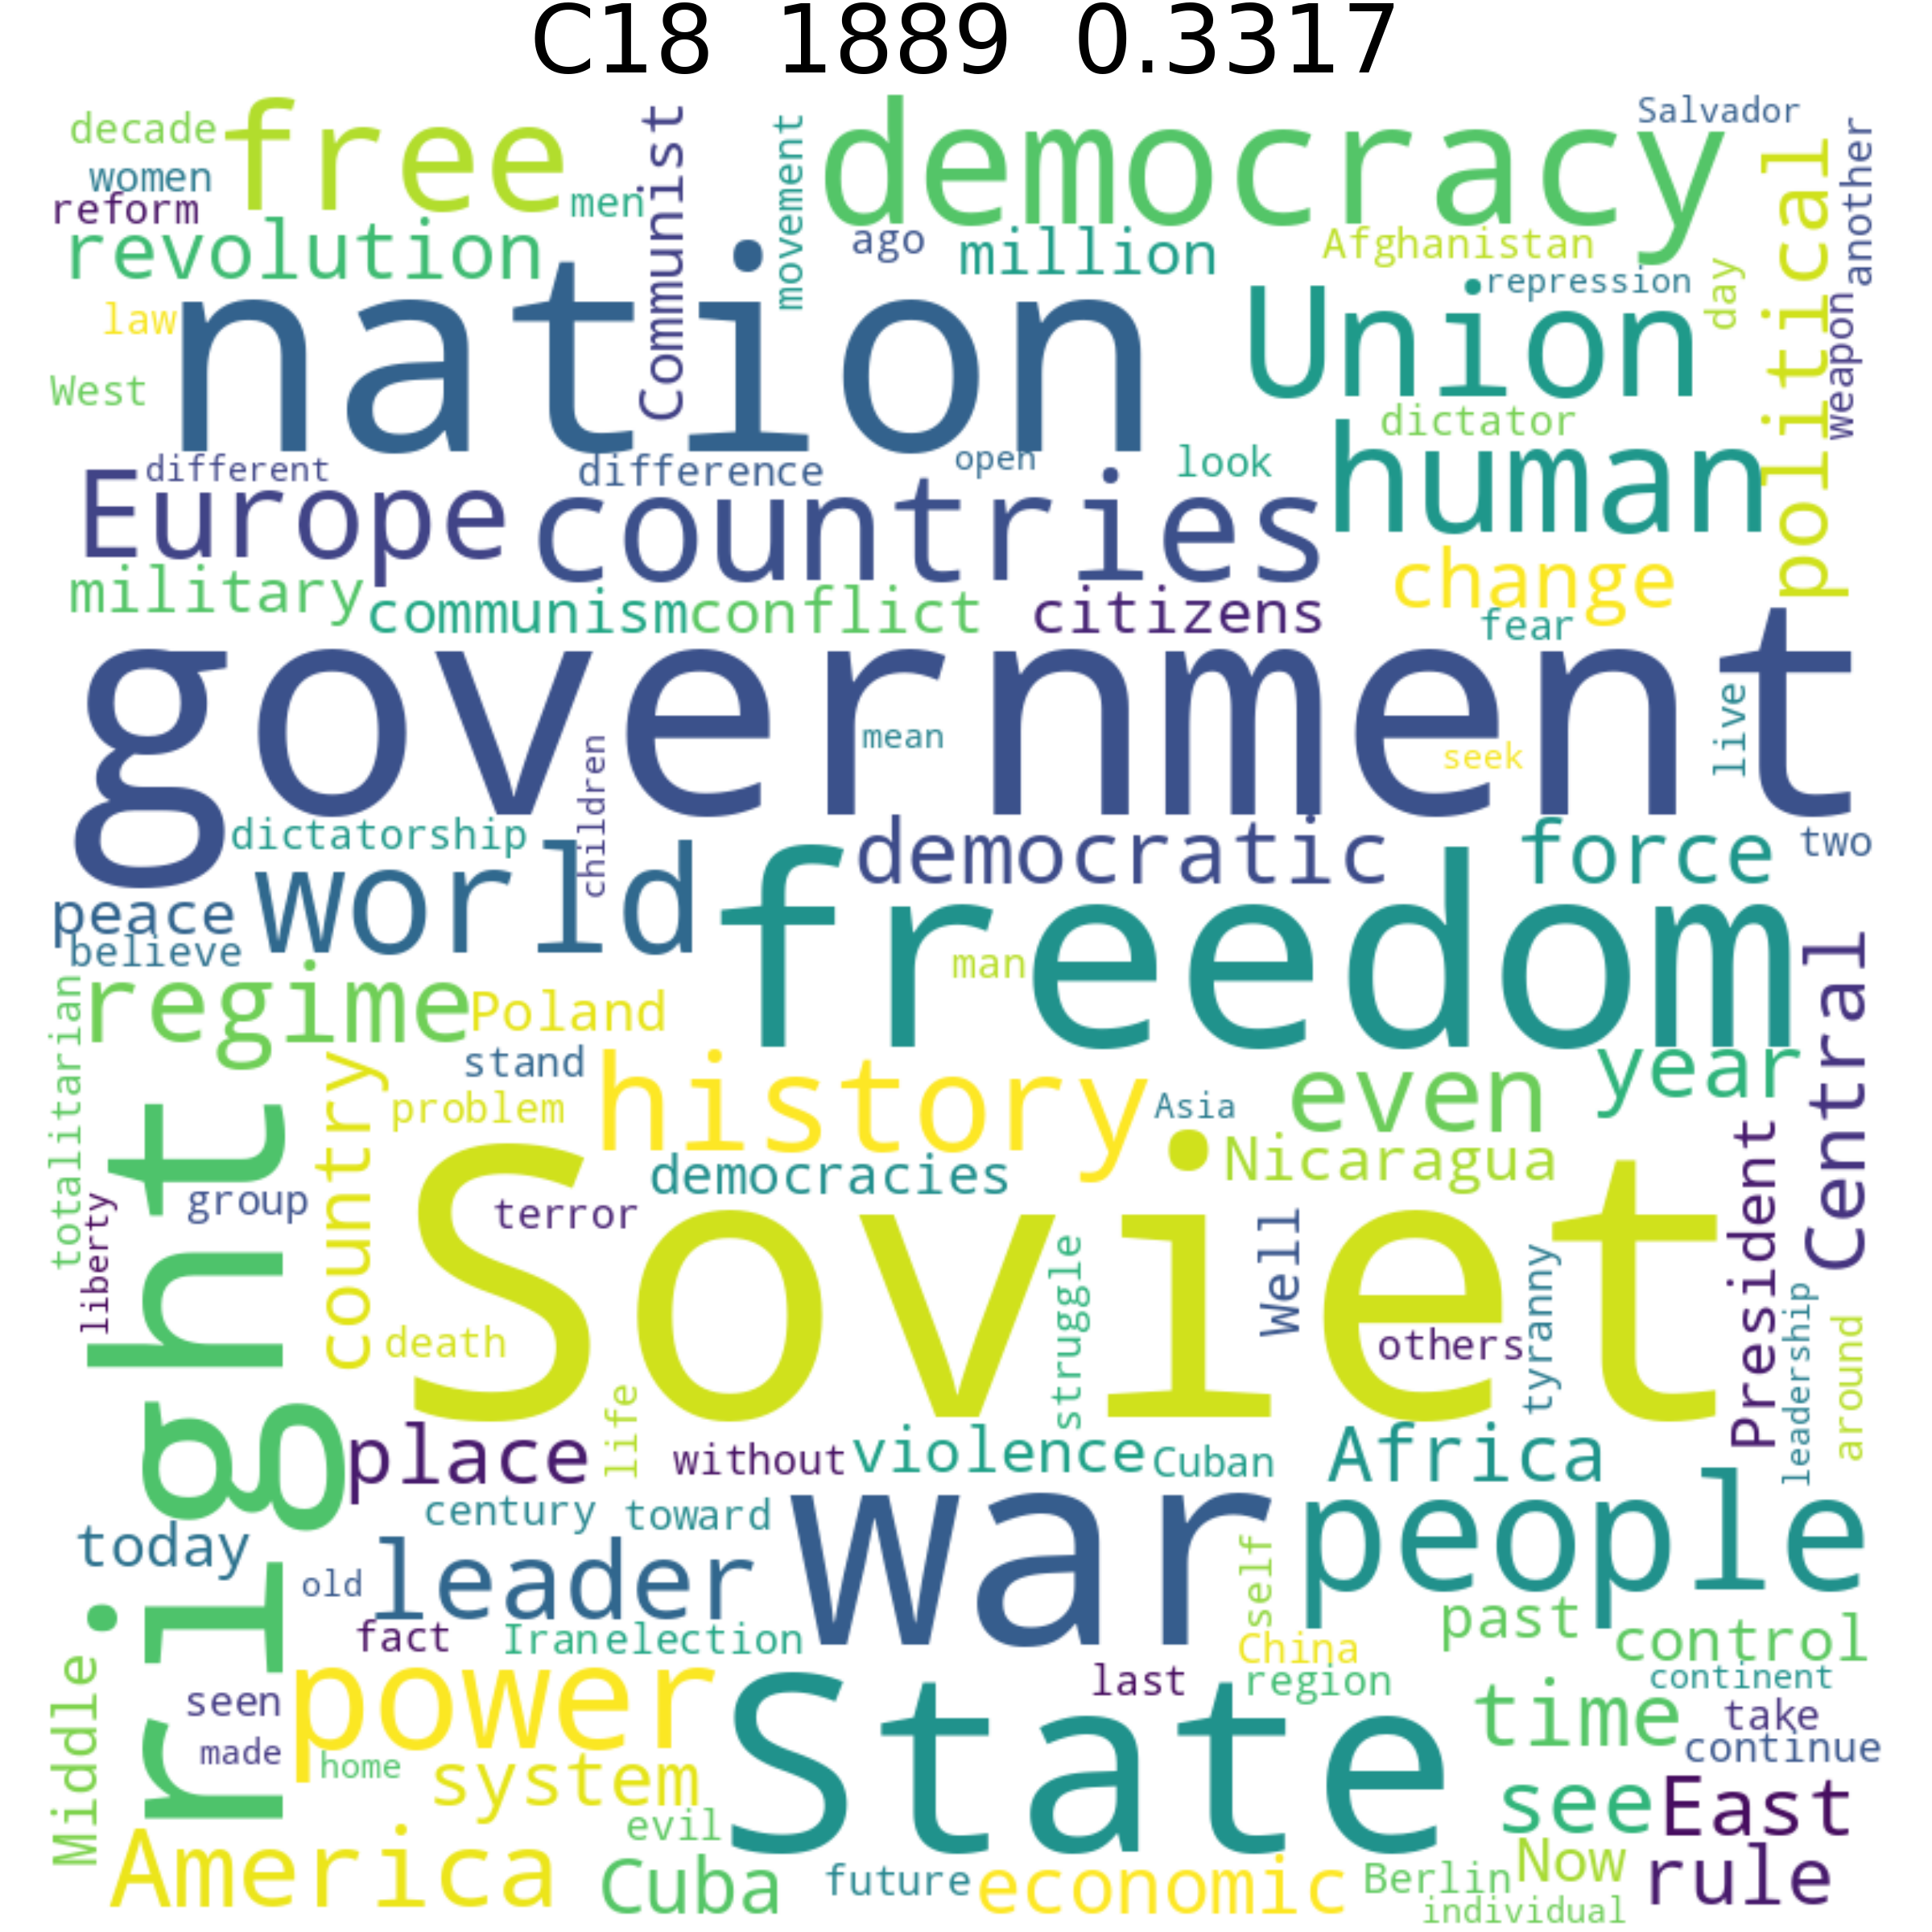 C18 1889 0.3317
decade
free
Communist
movement
democracy
Salvador
another
women
men
reform
revolution
ago
million
Afghanistan
political
repression
day
law
nation
Union
weapon
West
dictator
different
difference
open
look
human
Europe
countries
military
communism
conflict
citizens
change
fear
government
mean
seek
live
children
dictatorship
democratic
force
two
world
peace
believe
freedom
man
Central
regime
Poland
totalitarian
stand
history
even
year
country
problem
Asia
democracies
Nicaragua
President
right
group
terror
Soviet
Well
liberty
struggle
tyranny
death
others
leadership
around
life
place
without
violence
Cuban
Africa
century
toward
war
people
today
old
leader
self
past
fact
Iran
election
China
control
Middle
seen
power
last
region
continent
State
time
take
made
home
system
continue
see
East
evil
America
Cuba
future
economic
Berlin
Now
rule
individual